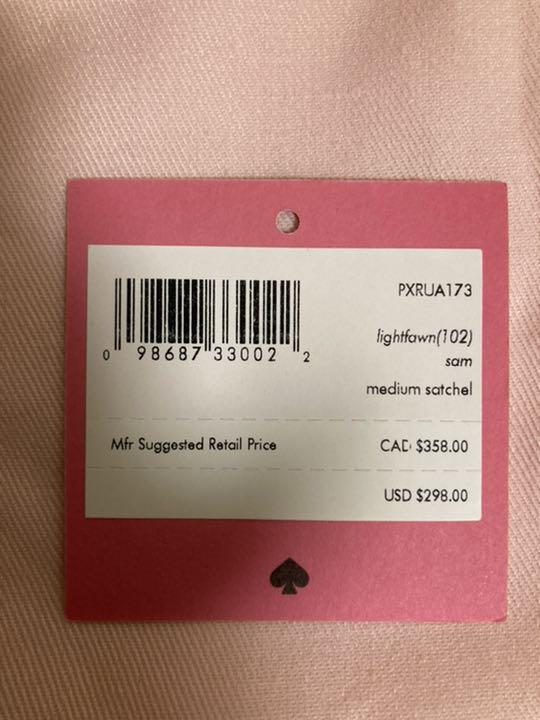 PXRUA173
0 98687 33002 2
lightfawn(102)
sam
medium satchel
Mfr Suggested Retail Price CAD $358.00
USD $298.00